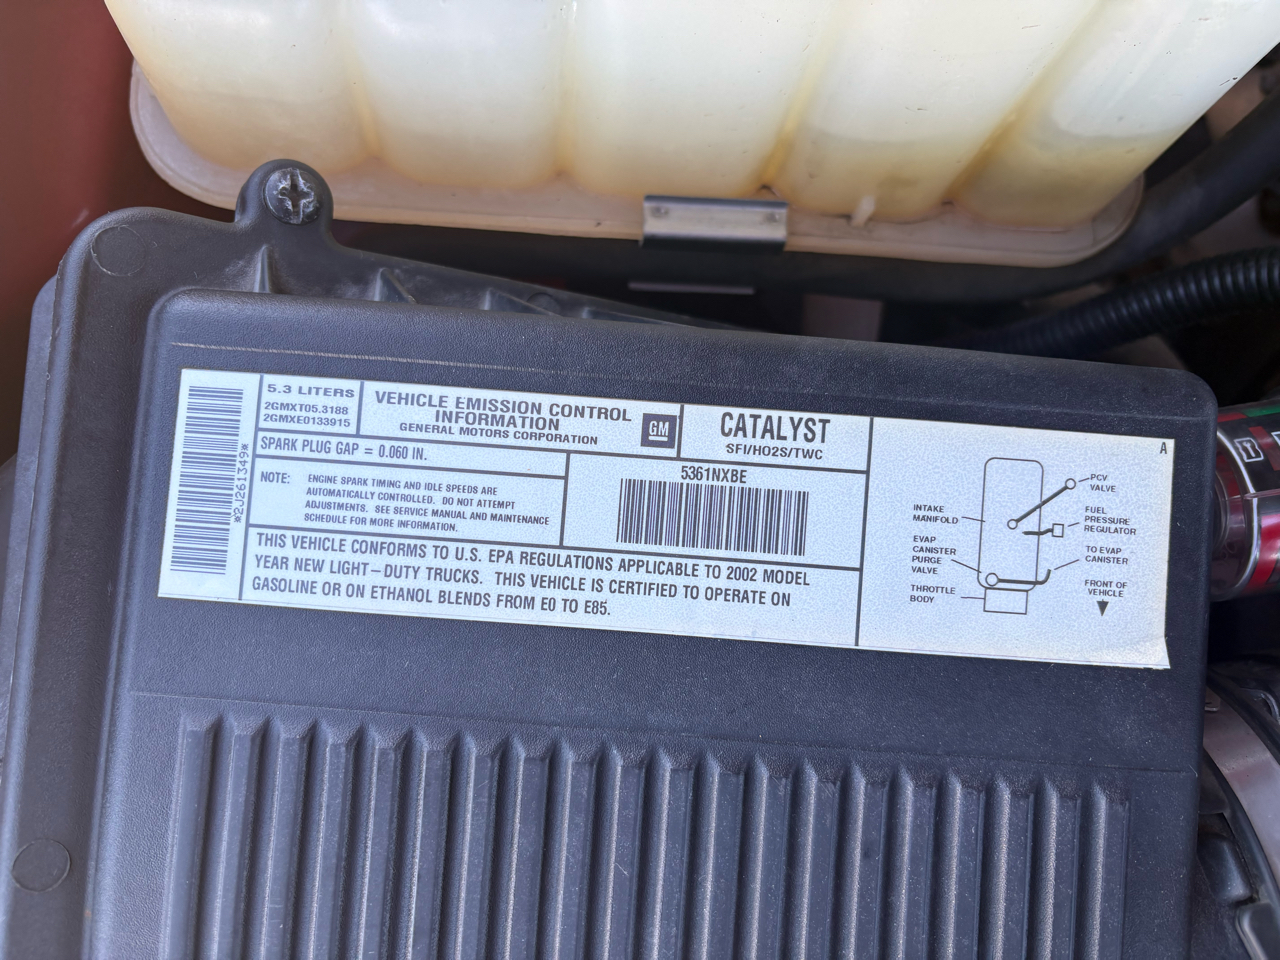 *2J261349*
5.3 LITERS
2GMXT05.3188
2GMXE0133915
VEHICLE EMISSION CONTROL
INFORMATION
GENERAL MOTORS CORPORATION
GM
CATALYST
SFI/HO2S/TWC
SPARK PLUG GAP = 0.060 IN.
NOTE: ENGINE SPARK TIMING AND IDLE SPEEDS ARE
AUTOMATICALLY CONTROLLED. DO NOT ATTEMPT
ADJUSTMENTS. SEE SERVICE MANUAL AND MAINTENANCE
SCHEDULE FOR MORE INFORMATION.
5361NXBE
THIS VEHICLE CONFORMS TO U.S. EPA REGULATIONS APPLICABLE TO 2002 MODEL
YEAR NEW LIGHT-DUTY TRUCKS. THIS VEHICLE IS CERTIFIED TO OPERATE ON
GASOLINE OR ON ETHANOL BLENDS FROM E0 TO E85.
A
PCV
VALVE
INTAKE
MANIFOLD
FUEL
PRESSURE
REGULATOR
EVAP
CANISTER
PURGE
VALVE
TO EVAP
CANISTER
THROTTLE
BODY
FRONT OF
VEHICLE